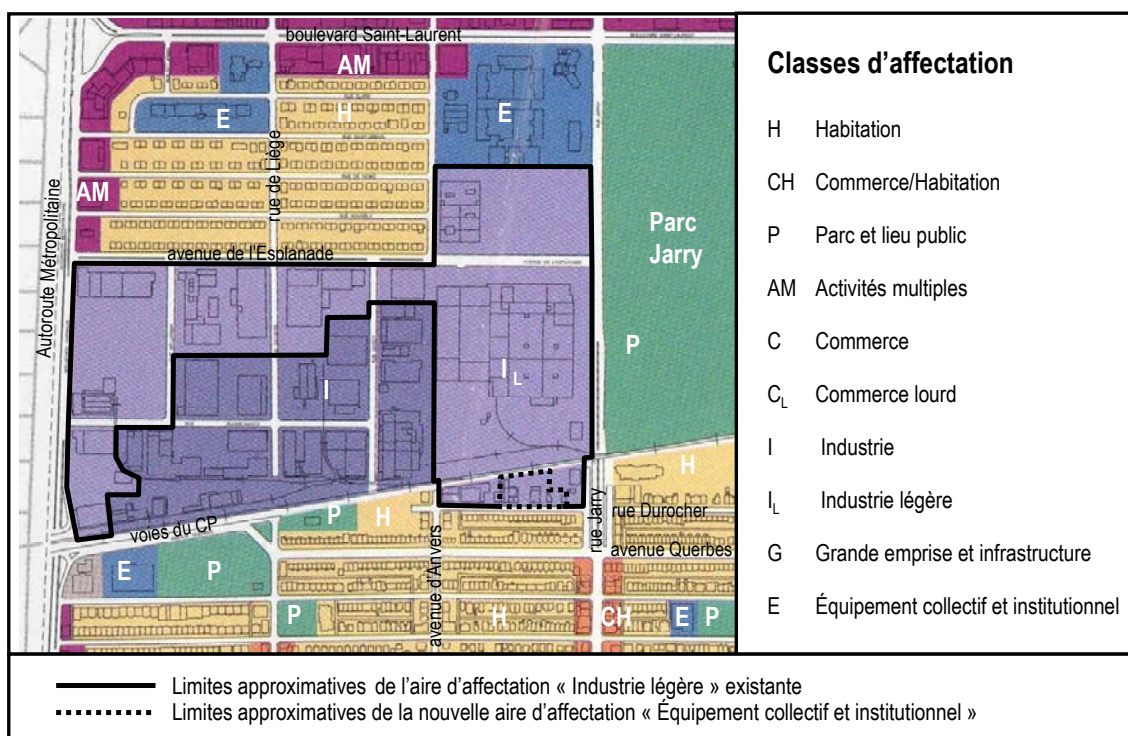 boulevard Saint-Laurent
AM
E
H
E
rue de Liège
AM
avenue de l'Esplanade
Autoroute Métropolitaine
Parc
Jarry
P
I
I L
H
rue Durocher
rue Jarry
avenue Querbes
voies du CP
P
H
E
P
avenue d'Anvers
P
H
CH
E
P
Classes d'affectation
H Habitation
CH Commerce/Habitation
P Parc et lieu public
AM Activités multiples
C Commerce
CL Commerce lourd
I Industrie
IL Industrie légère
G Grande emprise et infrastructure
E Équipement collectif et institutionnel
Limites approximatives de l'aire d'affectation « Industrie légère » existante
Limites approximatives de la nouvelle aire d'affectation « Équipement collectif et institutionnel »